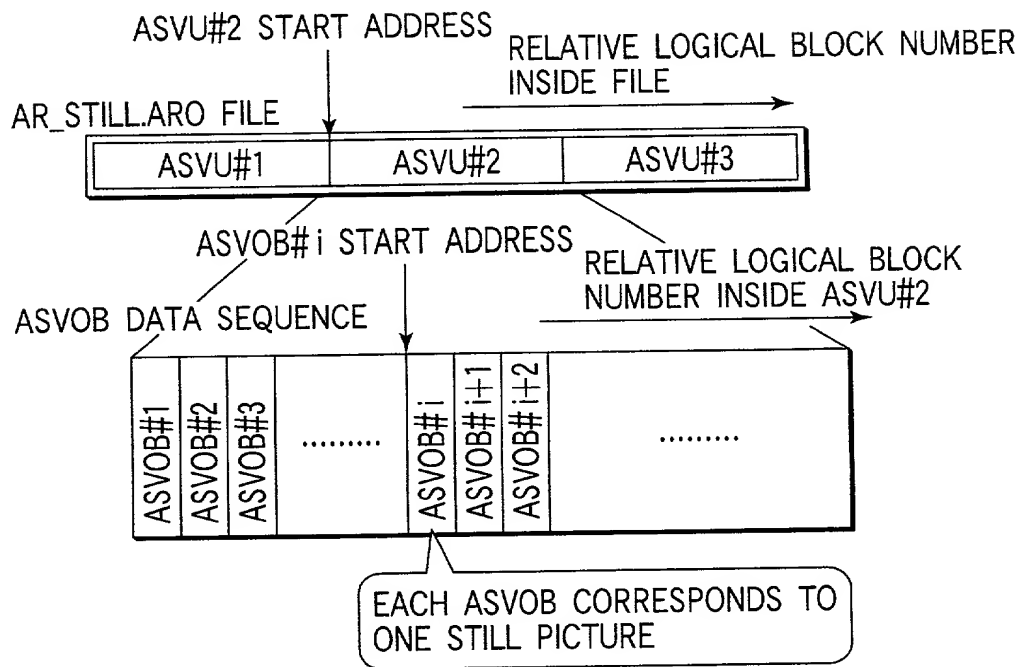 ASVU#2 START ADDRESS
RELATIVE LOGICAL BLOCK NUMBER
INSIDE FILE
AR_STILL.ARO FILE
ASVU#1
ASVU#2
ASVU#3
ASVOB#i START ADDRESS
RELATIVE LOGICAL BLOCK
NUMBER INSIDE ASVU#2
ASVOB DATA SEQUENCE
ASVOB#1
ASVOB#2
ASVOB#3
.........
ASVOB#i
ASVOB#i+1
ASVOB#i+2
.........
EACH ASVOB CORRESPONDS TO
ONE STILL PICTURE